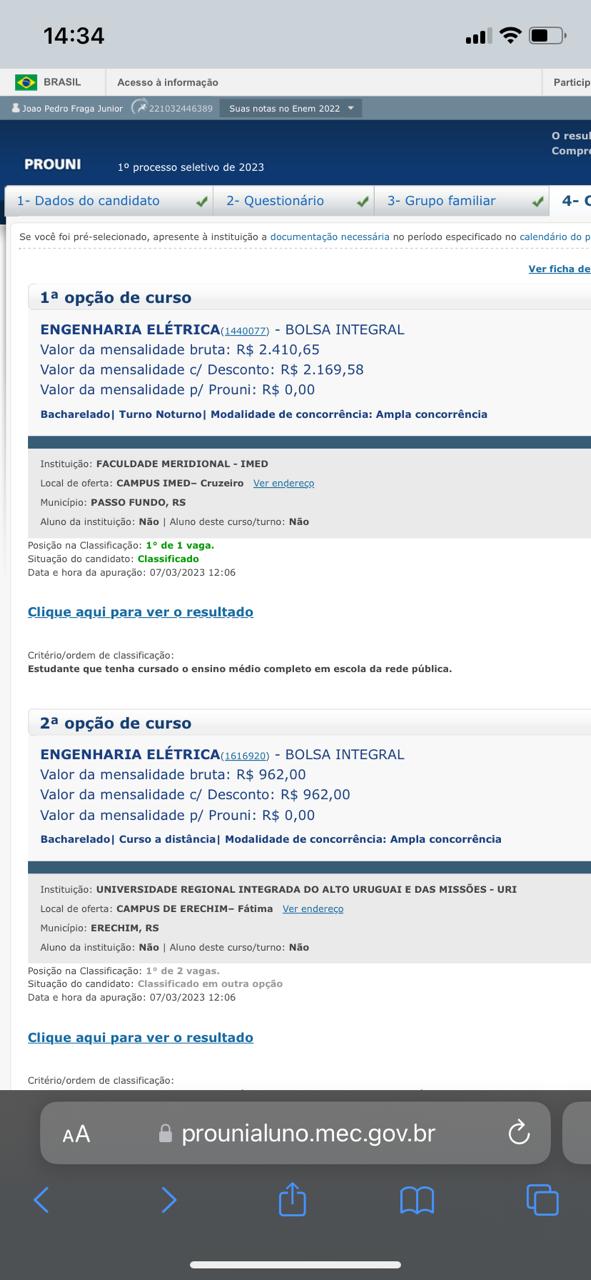 14:34
BRASIL Acesso à informação Particip
Joao Pedro Fraga Junior 221032446389 Suas notas no Enem 2022
O resul
Compro
PROUNI 1º processo seletivo de 2023
1- Dados do candidato 2- Questionário 3- Grupo familiar 4- C
Se você foi pré-selecionado, apresente à instituição a documentação necessária no período especificado no calendário do p
Ver ficha de
1ª opção de curso
ENGENHARIA ELÉTRICA(1440077) - BOLSA INTEGRAL
Valor da mensalidade bruta: R$ 2.410,65
Valor da mensalidade c/ Desconto: R$ 2.169,58
Valor da mensalidade p/ Prouni: R$ 0,00
Bacharelado| Turno Noturno| Modalidade de concorrência: Ampla concorrência
Instituição: FACULDADE MERIDIONAL - IMED
Local de oferta: CAMPUS IMED– Cruzeiro Ver endereço
Município: PASSO FUNDO, RS
Aluno da instituição: Não | Aluno deste curso/turno: Não
Posição na Classificação: 1° de 1 vaga.
Situação do candidato: Classificado
Data e hora da apuração: 07/03/2023 12:06
Clique aqui para ver o resultado
Critério/ordem de classificação:
Estudante que tenha cursado o ensino médio completo em escola da rede pública.
2ª opção de curso
ENGENHARIA ELÉTRICA(1616920) - BOLSA INTEGRAL
Valor da mensalidade bruta: R$ 962,00
Valor da mensalidade c/ Desconto: R$ 962,00
Valor da mensalidade p/ Prouni: R$ 0,00
Bacharelado| Curso a distância| Modalidade de concorrência: Ampla concorrência
Instituição: UNIVERSIDADE REGIONAL INTEGRADA DO ALTO URUGUAI E DAS MISSÕES - URI
Local de oferta: CAMPUS DE ERECHIM– Fátima Ver endereço
Município: ERECHIM, RS
Aluno da instituição: Não | Aluno deste curso/turno: Não
Posição na Classificação: 1° de 2 vagas.
Situação do candidato: Classificado em outra opção
Data e hora da apuração: 07/03/2023 12:06
Clique aqui para ver o resultado
Critério/ordem de classificação:
AA prounialuno.mec.gov.br